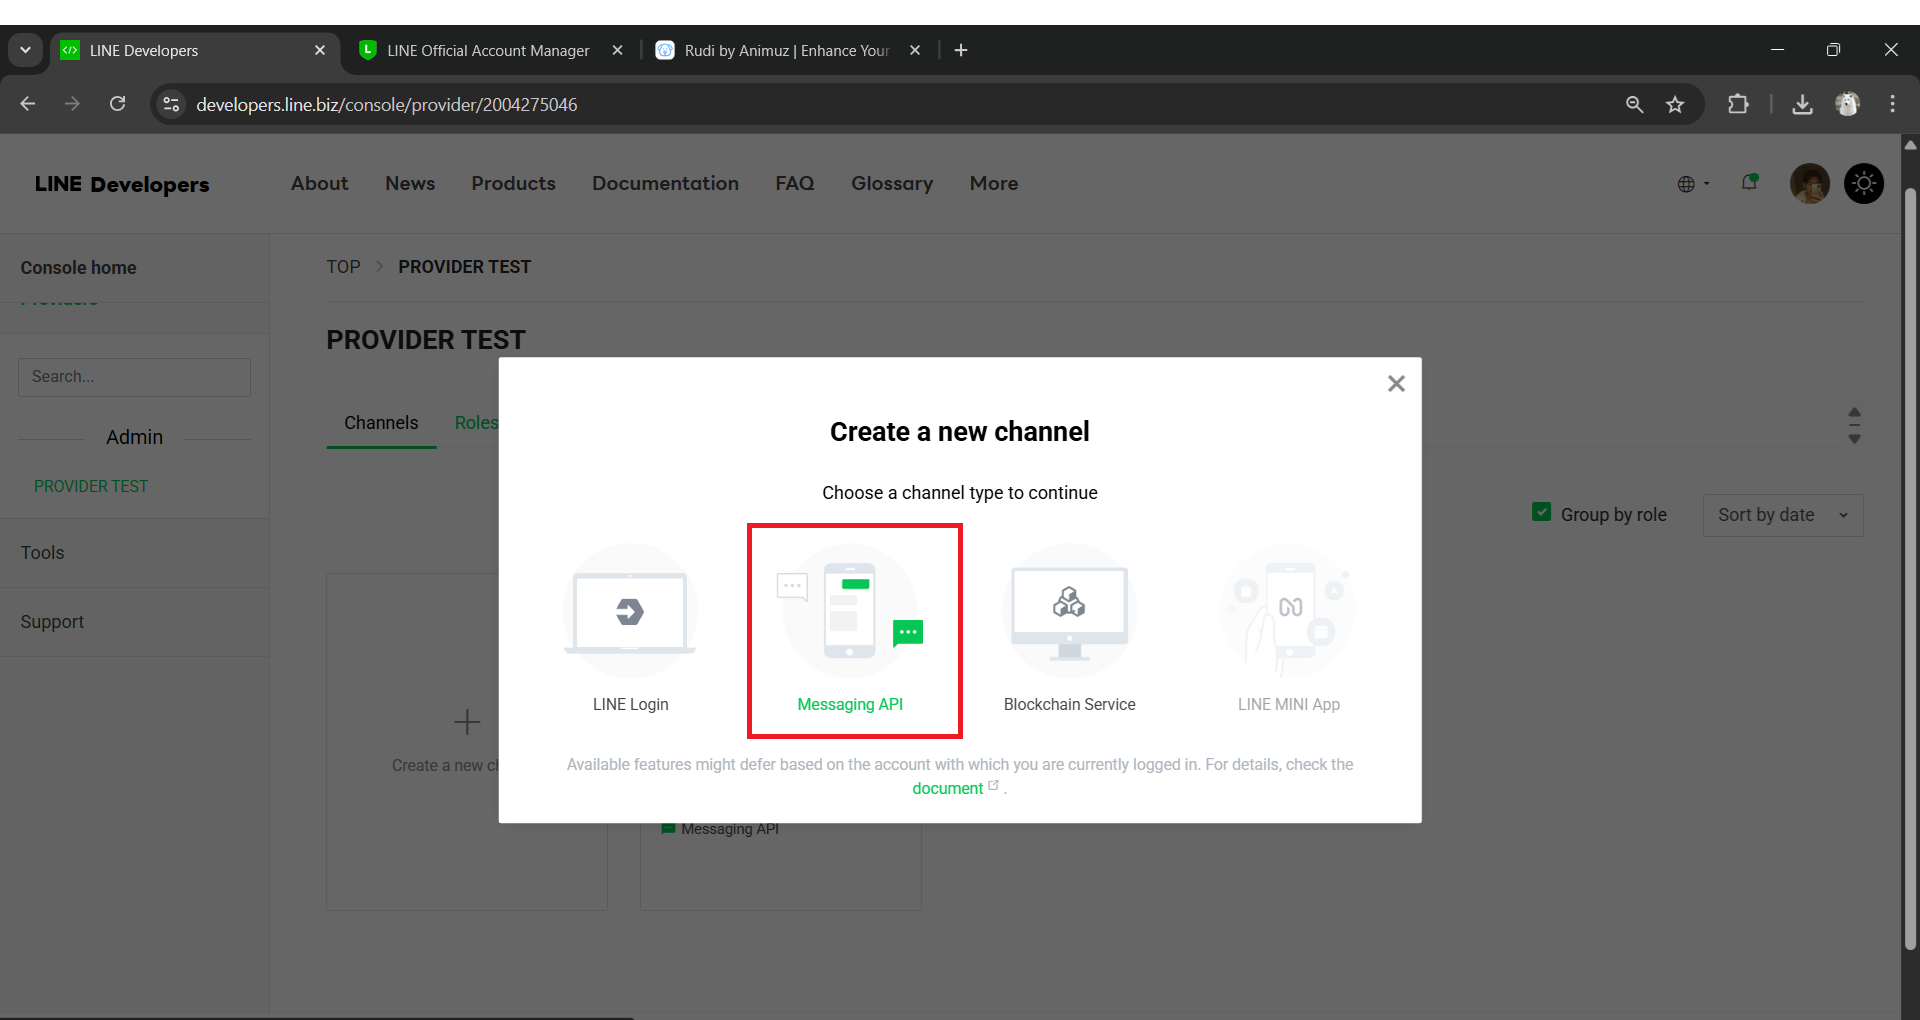 LINE Developers
LINE Official Account Manager
Rudi by Animuz | Enhance Your
developers.line.biz/console/provider/2004275046
LINE Developers
About
News
Products
Documentation
FAQ
Glossary
More
Console home
Providers
Search...
Admin
PROVIDER TEST
Tools
Support
TOP
PROVIDER TEST
PROVIDER TEST
Channels
Roles
Group by role
Sort by date
Create a new ch
Messaging API
Create a new channel
Choose a channel type to continue
LINE Login
Messaging API
Blockchain Service
LINE MINI App
Available features might defer based on the account with which you are currently logged in. For details, check the
document .